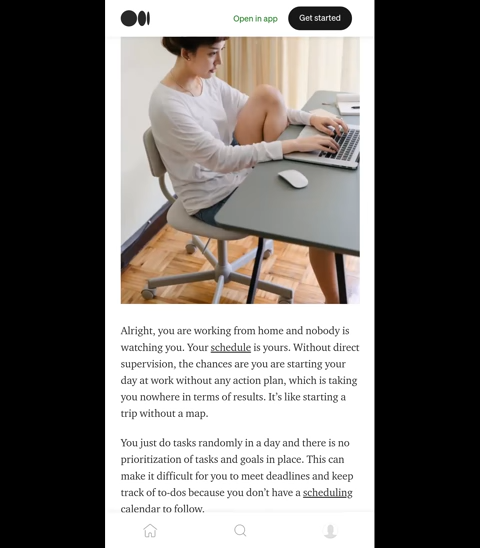 Open in app
Get started
Alright, you are working from home and nobody is
watching you. Your schedule is yours. Without direct
supervision, the chances are you are starting your
day at work without any action plan, which is taking
you nowhere in terms of results. It’s like starting a
trip without a map.
You just do tasks randomly in a day and there is no
prioritization of tasks and goals in place. This can
make it difficult for you to meet deadlines and keep
track of to-dos because you don’t have a scheduling
calendar to follow.